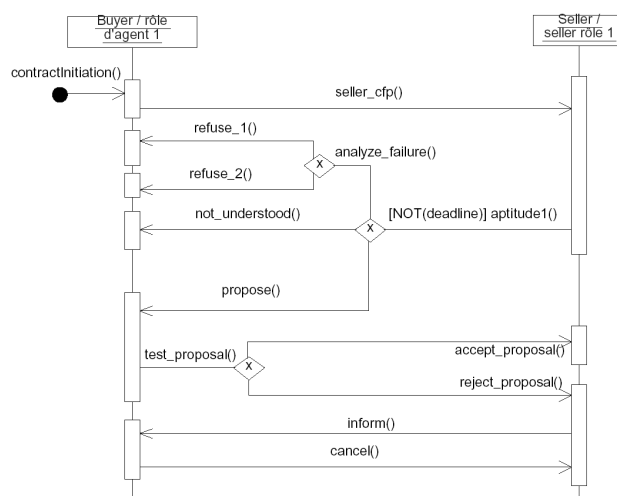 Buyer / rôle
d'agent 1
Seller /
seller rôle 1
contractInitiation()
seller_cfp()
refuse_1()
analyze_failure()
X
refuse_2()
not_understood()
X
[NOT(deadline)] aptitude1()
propose()
test_proposal()
X
accept_proposal()
reject_proposal()
inform()
cancel()